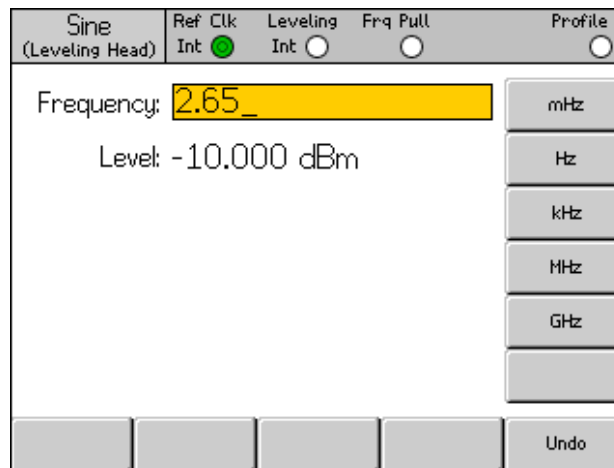 Sine
(Leveling Head)
Ref Clk
Int
Leveling
Int
Frq Pull
Profile
Frequency: 2.65_
mHz
Level: -10.000 dBm
Hz
kHz
MHz
GHz
Undo